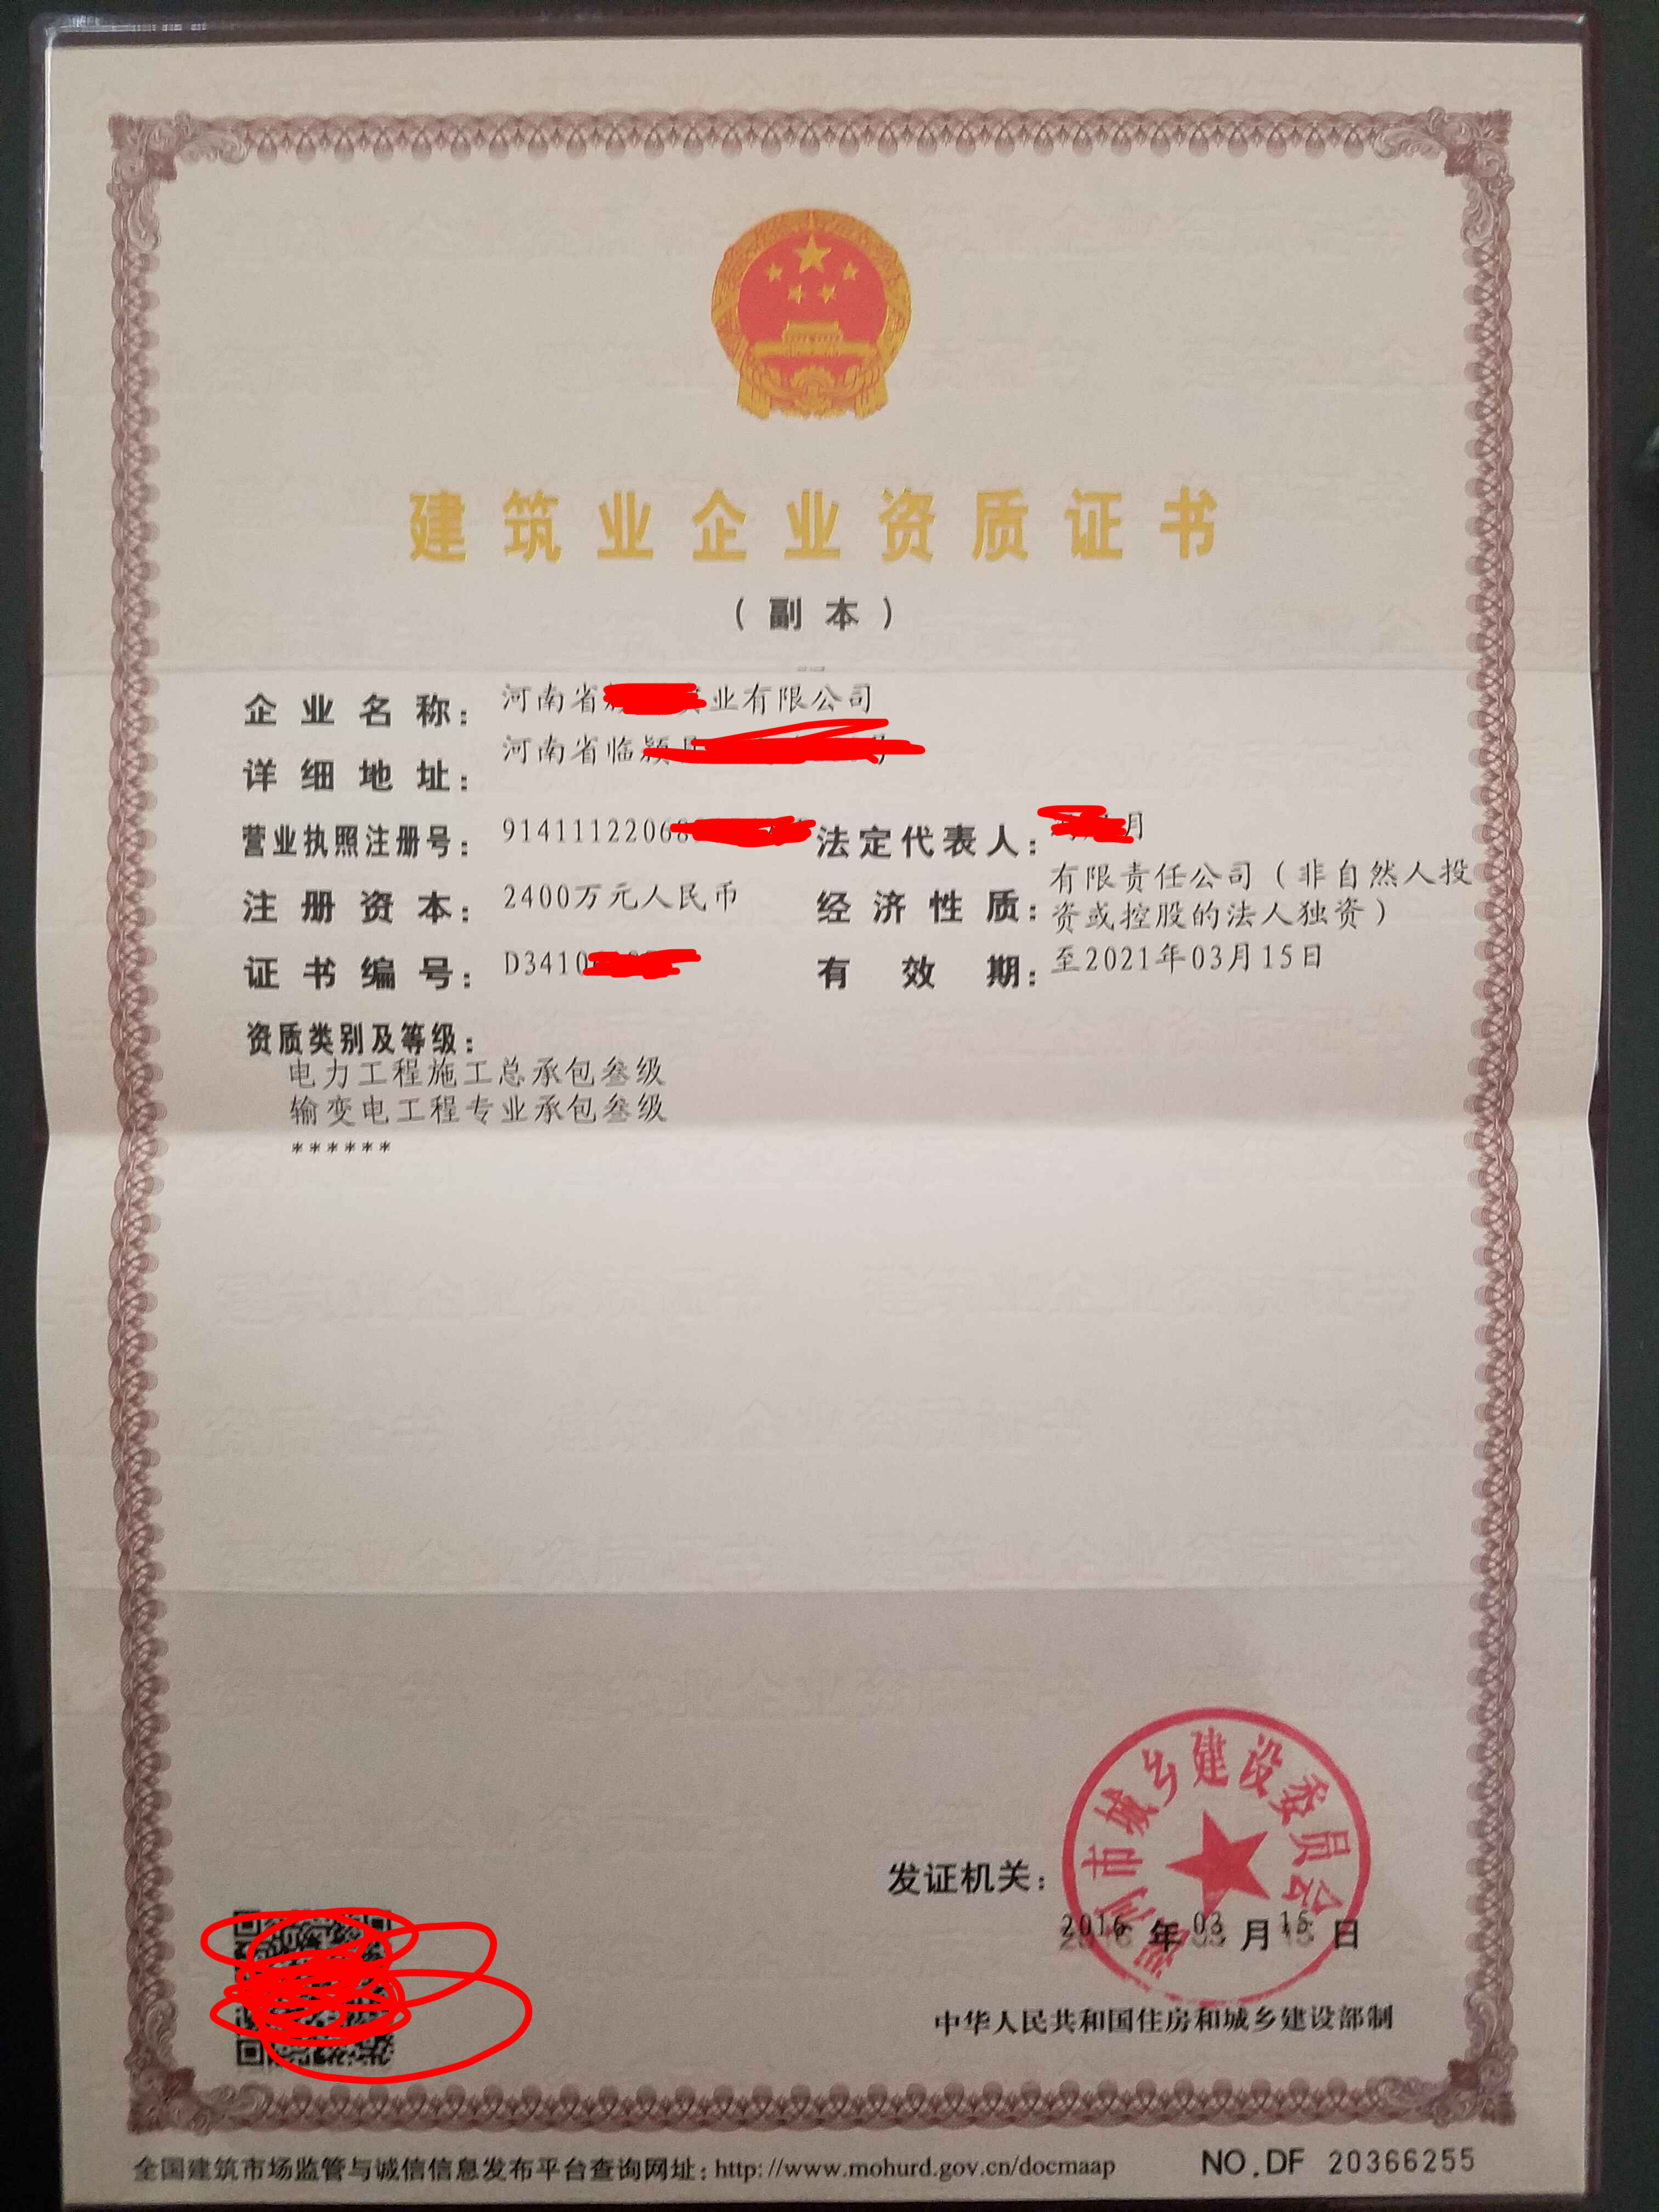 建筑业企业资质证书
（副本）
企业名称： 河南省 业有限公司
详细地址： 河南省临颍
营业执照注册号： 91411122068 法定代表人： 月
注册资本： 2400万元人民币 经济性质： 有限责任公司（非自然人投
资或控股的法人独资）
证书编号： D3410 有效期： 至2021年03月15日
资质类别及等级：
电力工程施工总承包叁级
输变电工程专业承包叁级
******
市城乡建设委员会
发证机关：
2016 年 03 月 15 日
中华人民共和国住房和城乡建设部制
全国建筑市场监管与诚信信息发布平台查询网址：http://www.mohurd.gov.cn/docmaap NO.DF 20366255